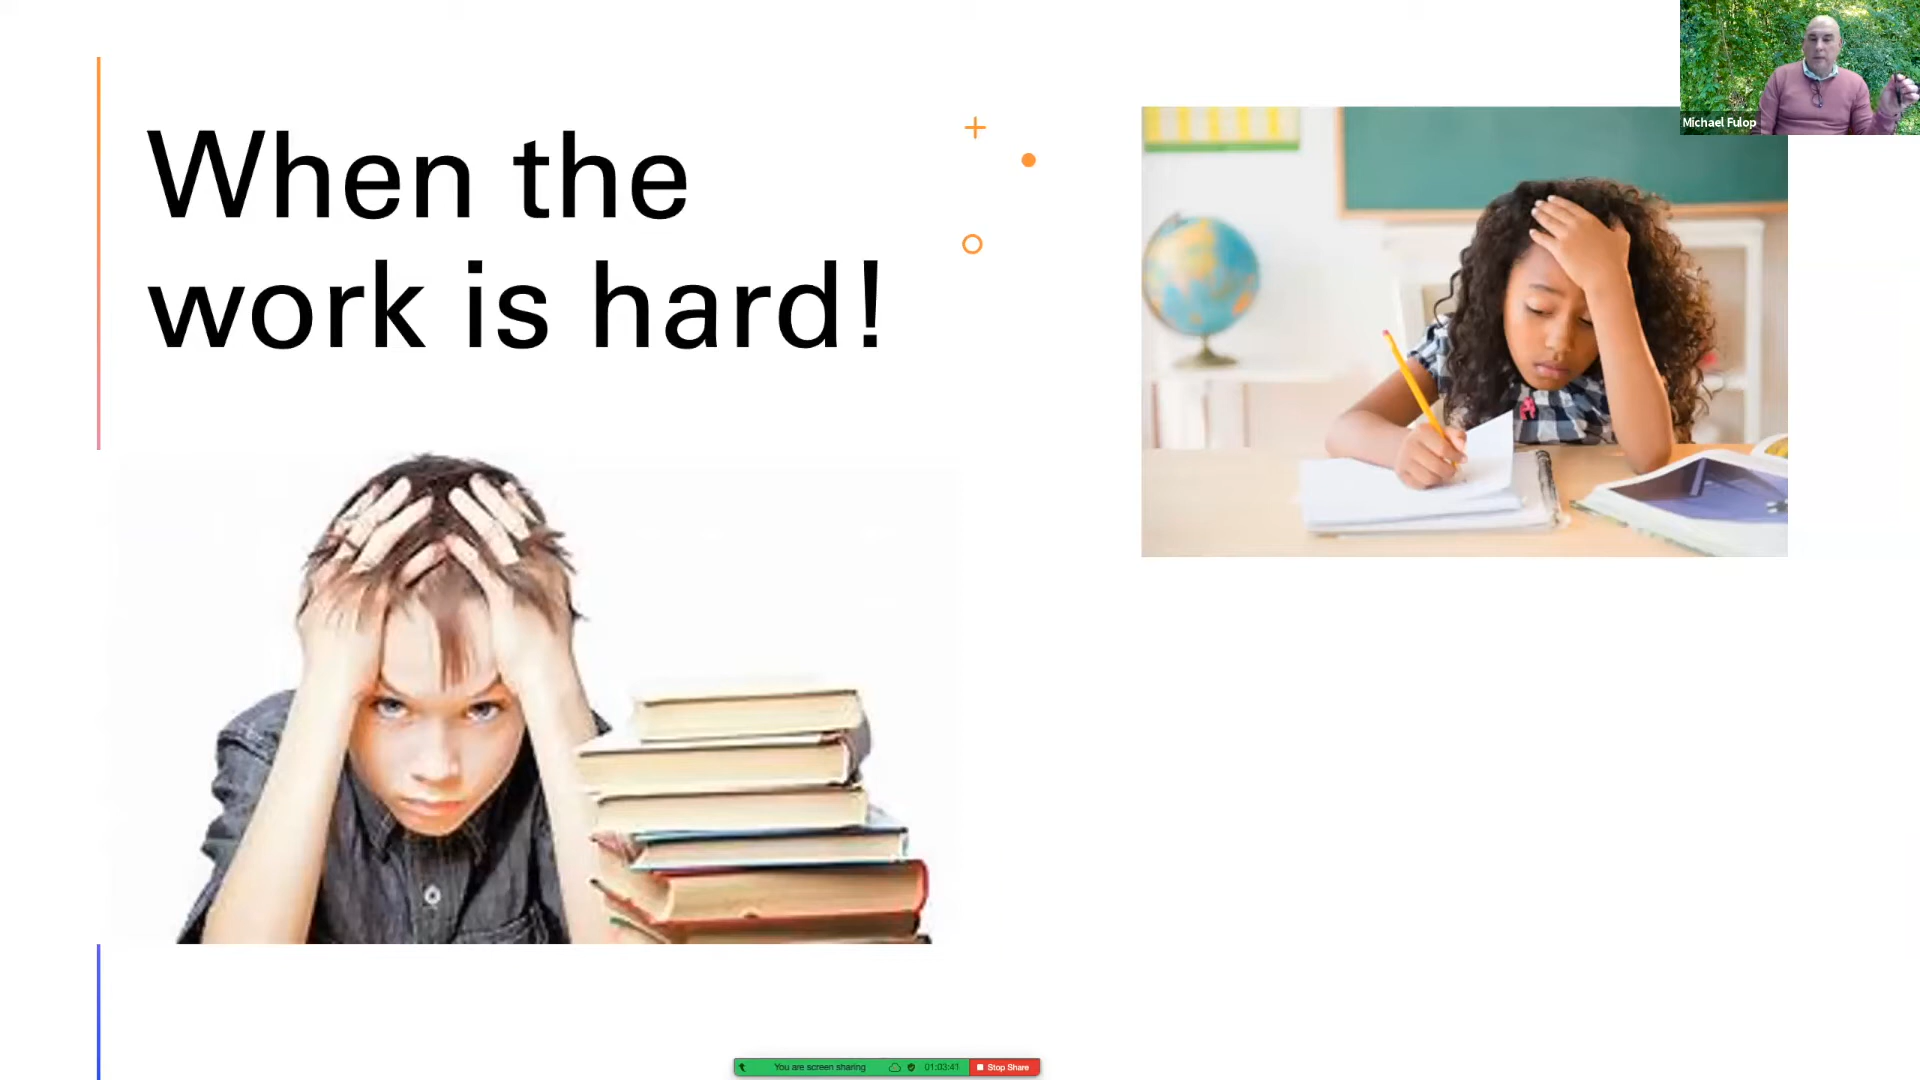 When the
work is hard!
Michael Fulop
You are screen sharing
01:03:41
Stop Share